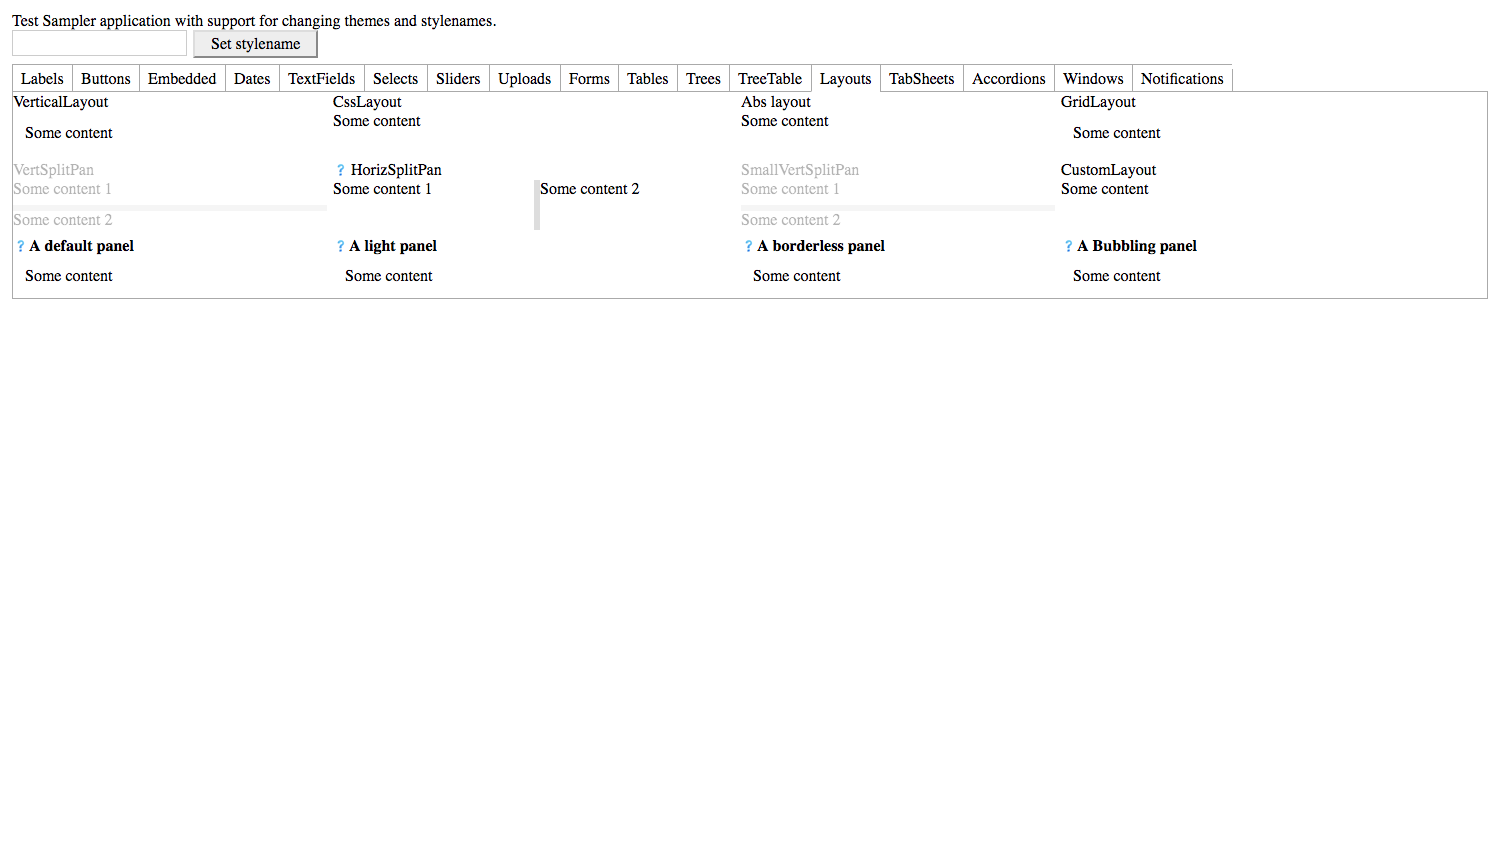 Test Sampler application with support for changing themes and stylenames.
Set stylename
Labels Buttons Embedded Dates TextFields Selects Sliders Uploads Forms Tables Trees TreeTable Layouts TabSheets Accordions Windows Notifications
VerticalLayout CssLayout Abs layout GridLayout
Some content Some content
Some content Some content
VertSplitPan ? HorizSplitPan SmallVertSplitPan CustomLayout
Some content 1 Some content 1 Some content 2 Some content 1 Some content
Some content 2 Some content 2
? A default panel ? A light panel ? A borderless panel ? A Bubbling panel
Some content Some content Some content Some content